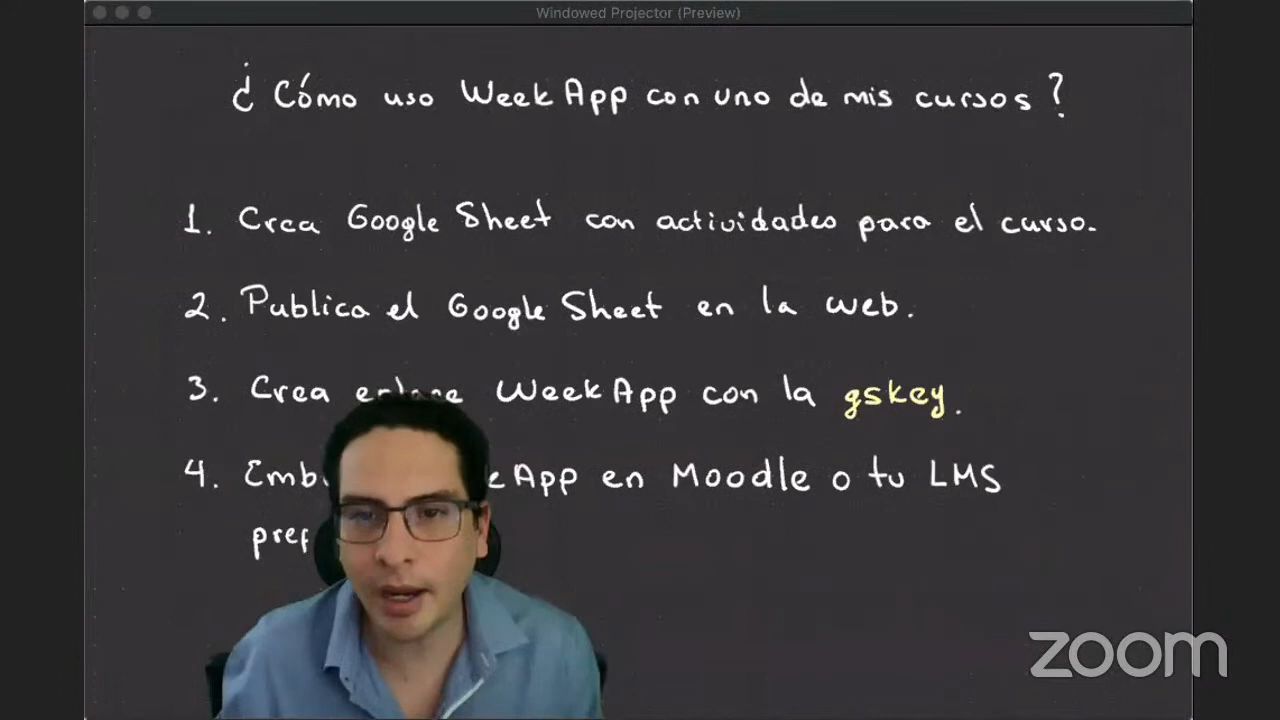 Windowed Projector (Preview)
¿Cómo uso WeekApp con uno de mis cursos?
1. Crea Google Sheet con actividades para el curso.
2. Publica el Google Sheet en la web.
3. Crea enlace WeekApp con la gskey.
4. App en Moodle o tu LMS
zoom